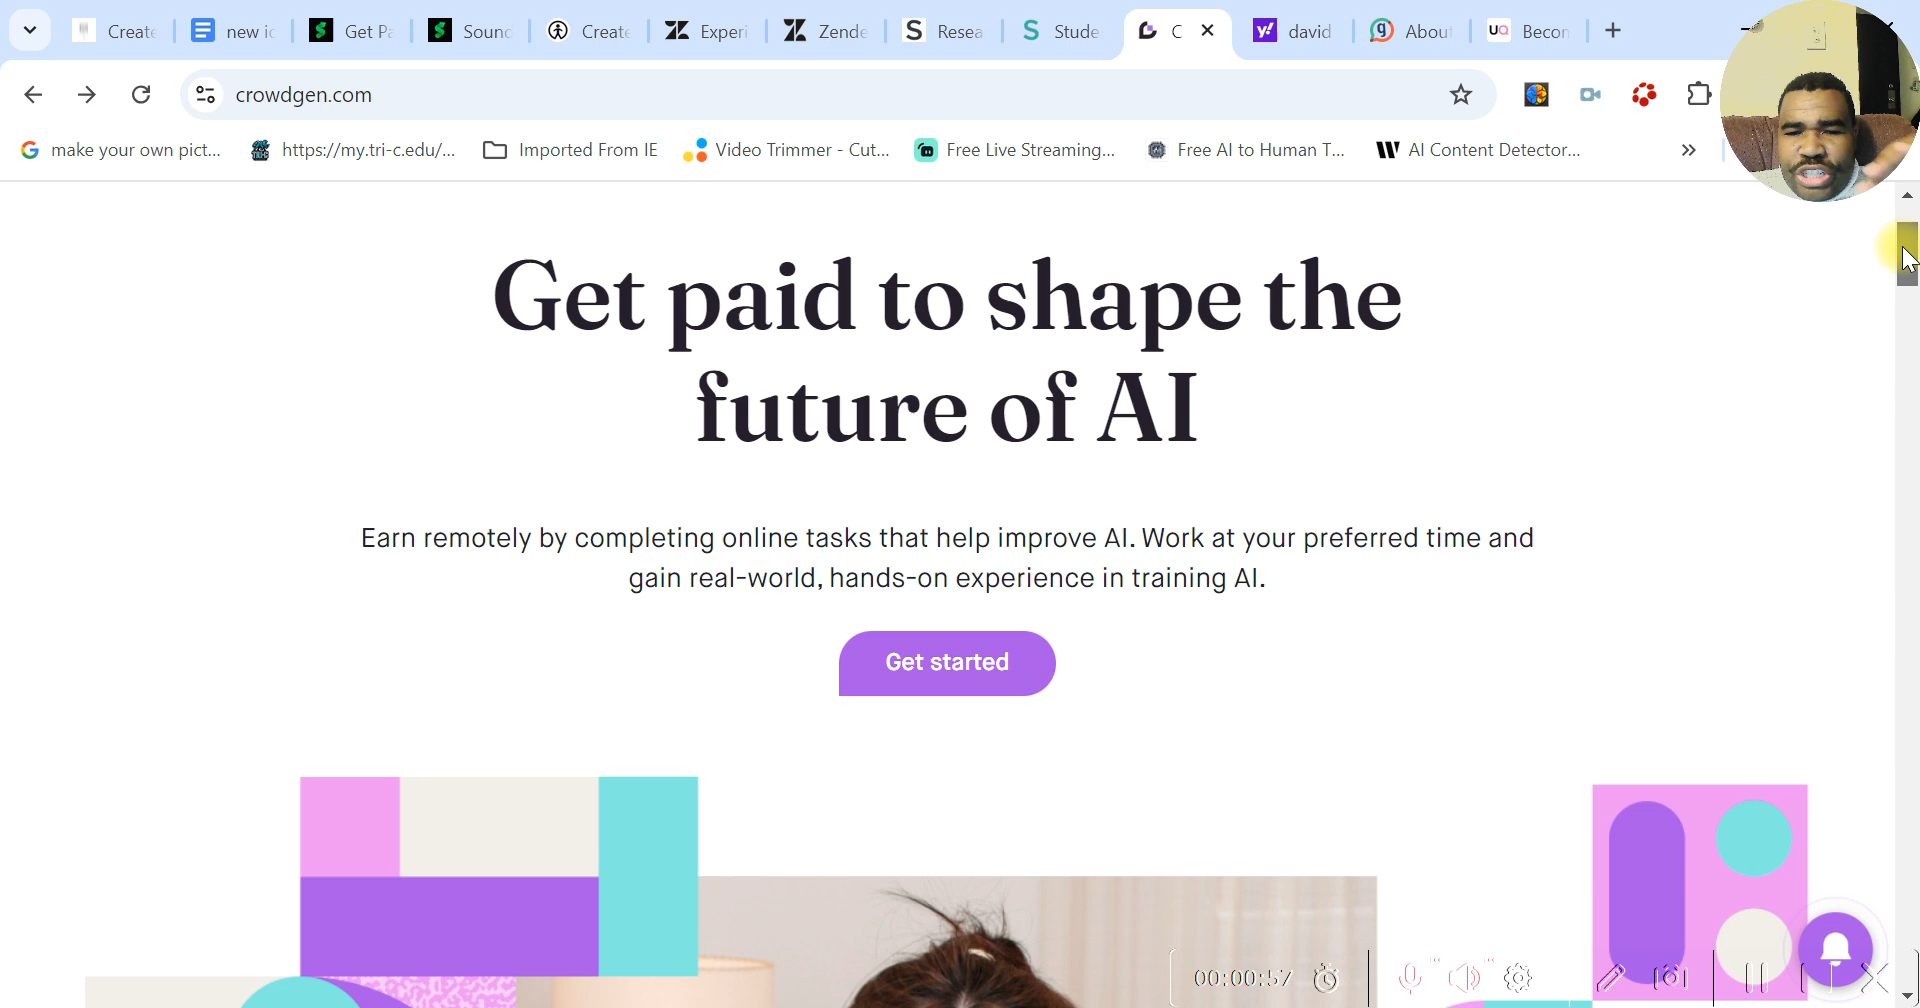 Create
new ic
Get Pa
Sound
Create
Experi
Zende
Resea
Stude
C
david
About
UQ
Becon
crowdgen.com
make your own pict...
https://my.tri-c.edu/...
Imported From IE
Video Trimmer - Cut...
Free Live Streaming...
Free AI to Human T...
AI Content Detector...
Get paid to shape the
future of AI
Earn remotely by completing online tasks that help improve AI. Work at your preferred time and
gain real-world, hands-on experience in training AI.
Get started
00:00:57